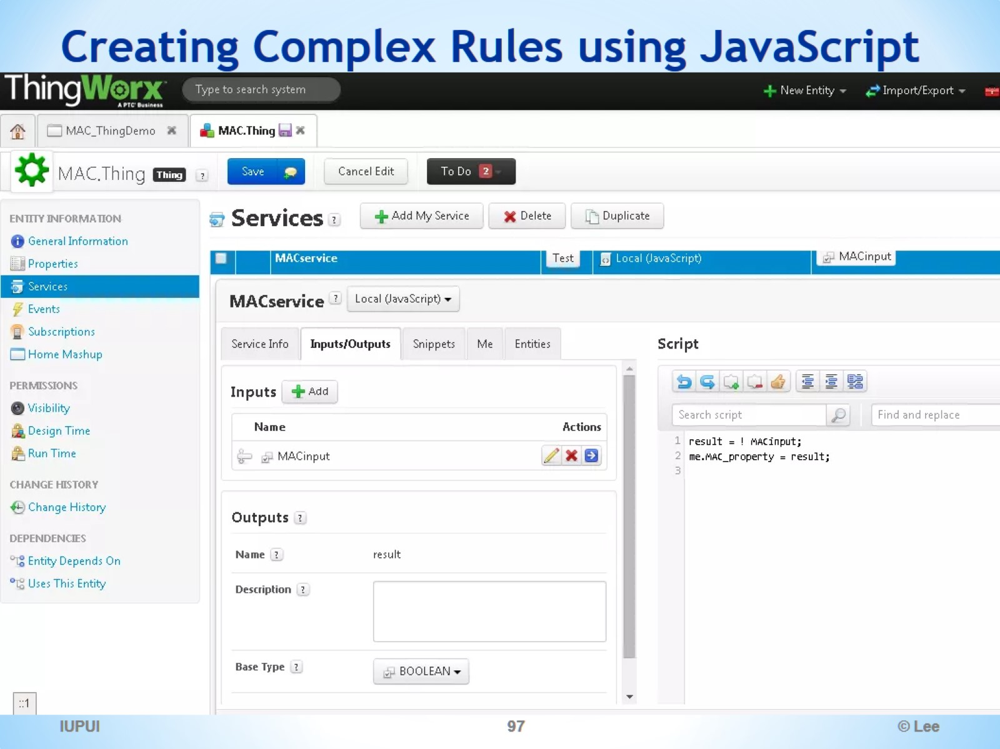 Creating Complex Rules using JavaScript
ThingWorx
A PTC Business
Type to search system
New Entity
Import/Export
MAC_ThingDemo
MAC.Thing
MAC.Thing Thing ?
Save
Cancel Edit
To Do 2
ENTITY INFORMATION
General Information
Properties
Services
Events
Subscriptions
Home Mashup
PERMISSIONS
Visibility
Design Time
Run Time
CHANGE HISTORY
Change History
DEPENDENCIES
Entity Depends On
Uses This Entity
Services ?
Add My Service
Delete
Duplicate
MACservice
Test
Local (JavaScript)
MACinput
MACservice ? Local (JavaScript)
Service Info
Inputs/Outputs
Snippets
Me
Entities
Inputs
Add
Name
Actions
MACinput
Outputs ?
Name ? result
Description ?
Base Type ? BOOLEAN
Script
Search script
Find and replace
1 result = ! MACinput;
2 me.MAC_property = result;
3
::1
IUPUI
97
© Lee